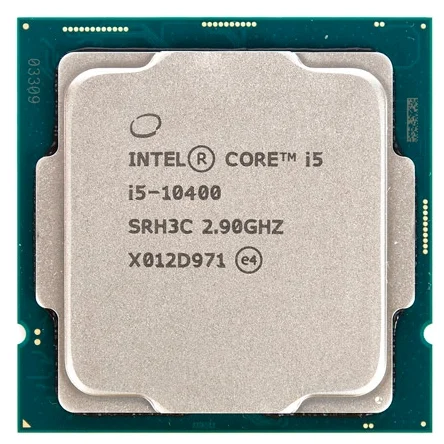 03309
INTEL® CORE™ i5
i5-10400
SRH3C 2.90GHZ
X012D971 e4